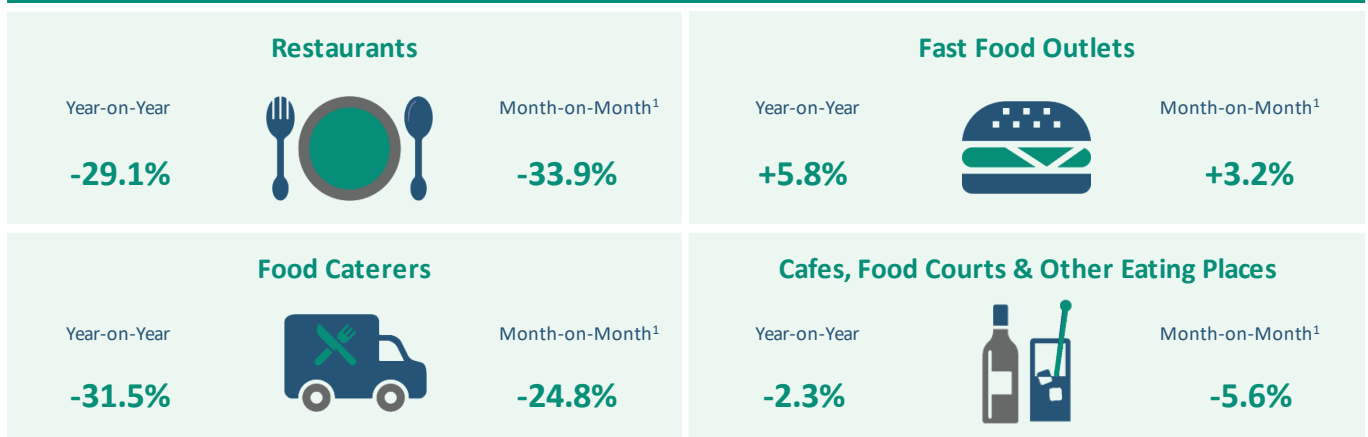 Restaurants
Year-on-Year
Month-on-Month1
-29.1%
-33.9%
Fast Food Outlets
Year-on-Year
Month-on-Month1
+5.8%
+3.2%
Food Caterers
Year-on-Year
Month-on-Month1
-31.5%
-24.8%
Cafes, Food Courts & Other Eating Places
Year-on-Year
Month-on-Month1
-2.3%
-5.6%